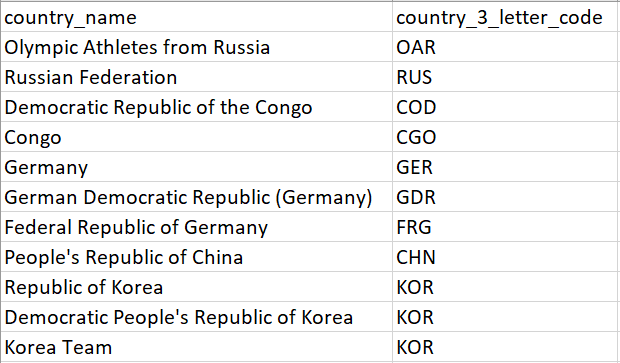 country_name country_3_letter_code
Olympic Athletes from Russia OAR
Russian Federation RUS
Democratic Republic of the Congo COD
Congo CGO
Germany GER
German Democratic Republic (Germany) GDR
Federal Republic of Germany FRG
People's Republic of China CHN
Republic of Korea KOR
Democratic People's Republic of Korea KOR
Korea Team KOR